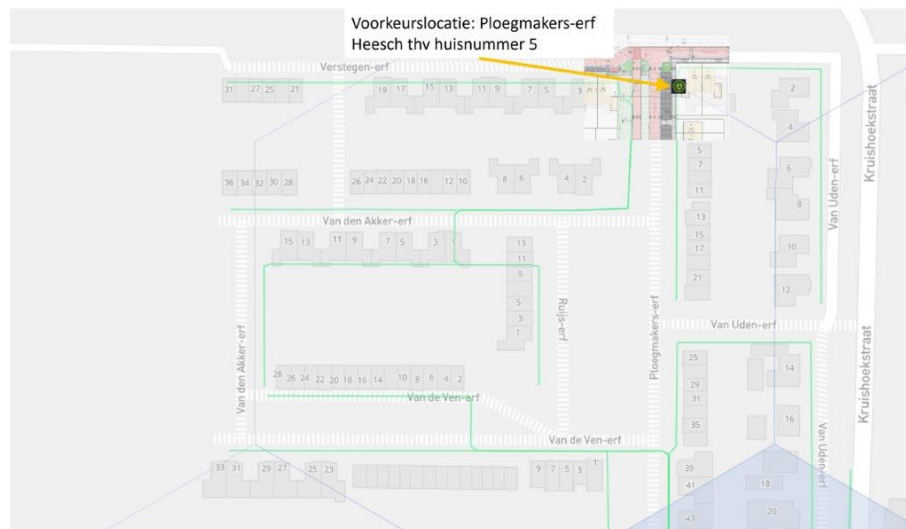 Voorkeurslocatie: Ploegmakers-erf
Heesch thv huisnummer 5
Verstegen-erf
31 27 25 21
19 17 15 13 11 9 7 5 3
2
4
5
7
11
6
8
36 34 32 30 28
26 24 22 20 18 16 12 10
8 6
4 2
Van den Akker-erf
13
15
17
21
10
12
15 13 11 9 7 5 3 1
13
11
9
5
3
1
Van den Akker-erf
Ruijs-erf
Ploegmakers-erf
Van Uden-erf
Van Uden-erf
Kruishoekstraat
Kruishoekstraat
28 26 24 22 20 18 16 14 10 8 6 4 2
Van de Ven-erf
Van de Ven-erf
25
29
31
35
14
16
Van Uden-erf
33 31 29 27 25 23
9 7 5 3 1
39
41
43
18
20